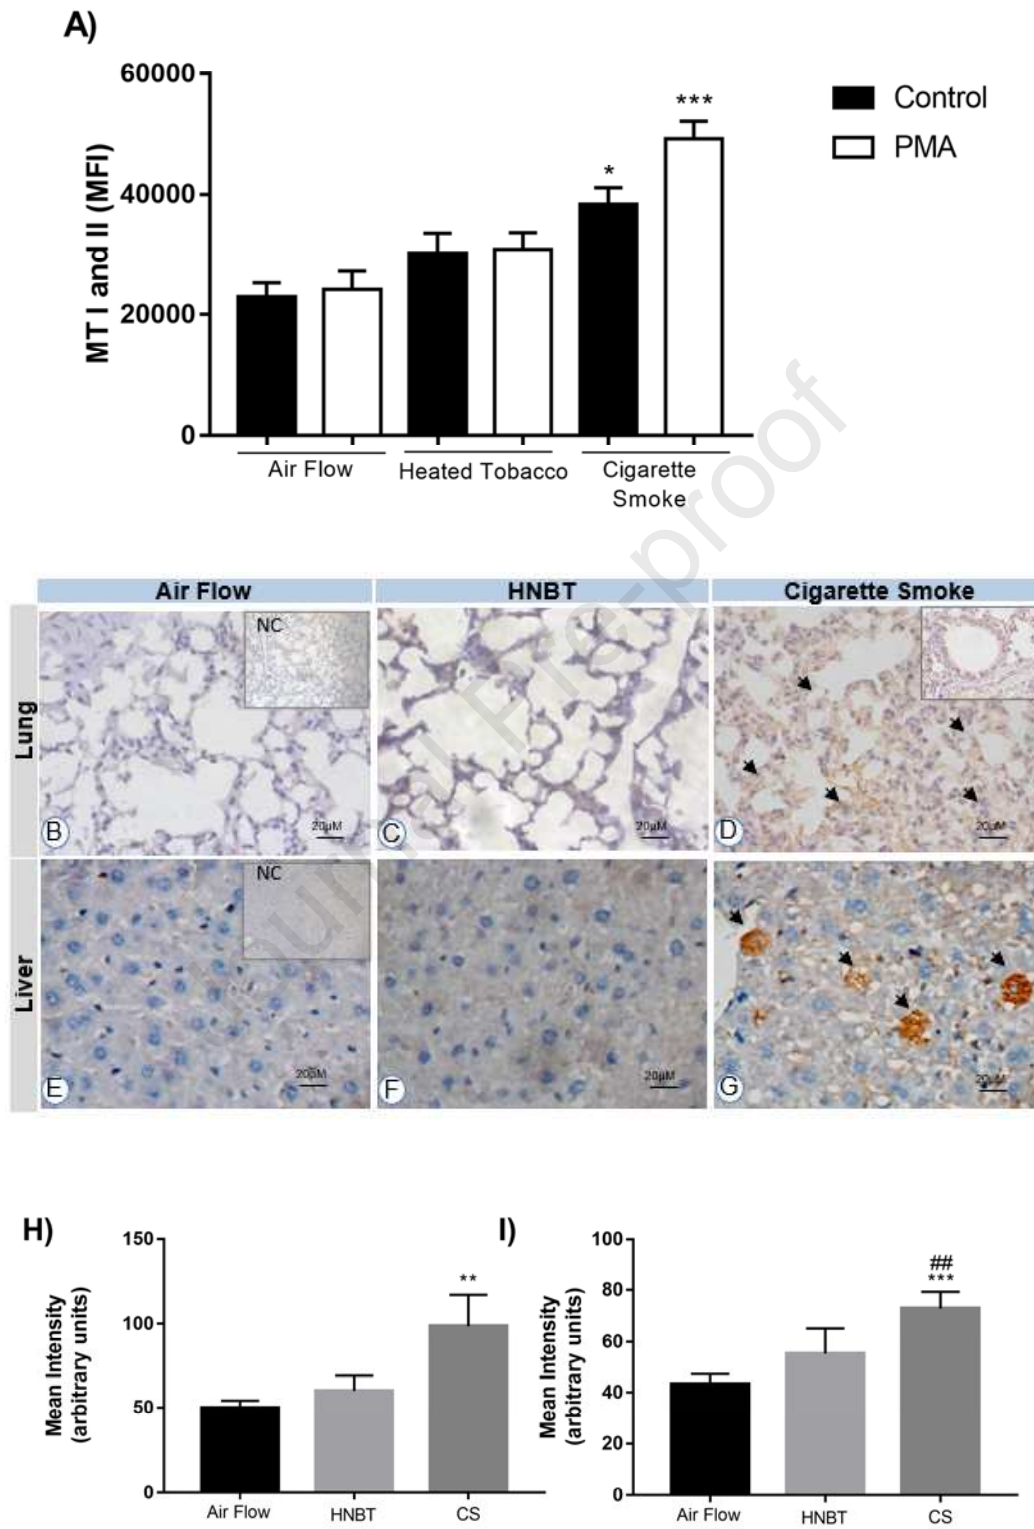 A)
60000
40000
20000
0
MT I and II (MFI)
*
***
Control
PMA
Air Flow
Heated Tobacco
Cigarette
Smoke
Journal Pre-proof
Air Flow
HNBT
Cigarette Smoke
Lung
NC
B
20µM
C
20µM
D
20µM
Liver
NC
E
20µM
F
20µM
G
20µM
H)
150
100
50
0
Mean Intensity
(arbitrary units)
**
Air Flow
HNBT
CS
I)
100
80
60
40
20
0
Mean Intensity
(arbitrary units)
##
***
Air Flow
HNBT
CS